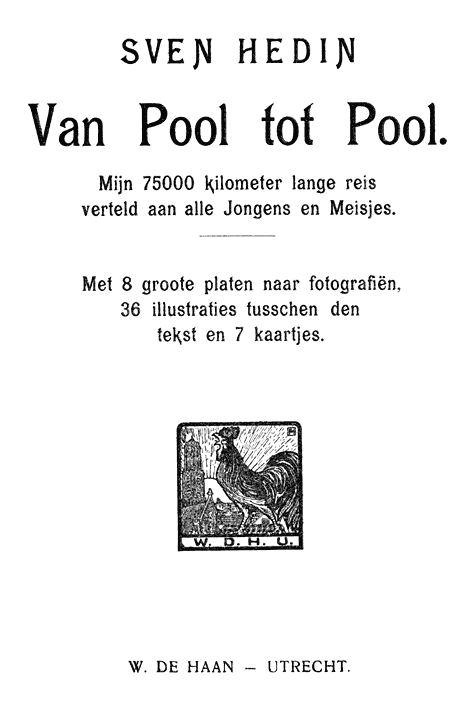 SVEN HEDIN
Van Pool tot Pool.
Mijn 75000 kilometer lange reis
verteld aan alle Jongens en Meisjes.
Met 8 groote platen naar fotografiën,
36 illustraties tusschen den
tekst en 7 kaartjes.
W. D. H. U.
W. DE HAAN — UTRECHT.